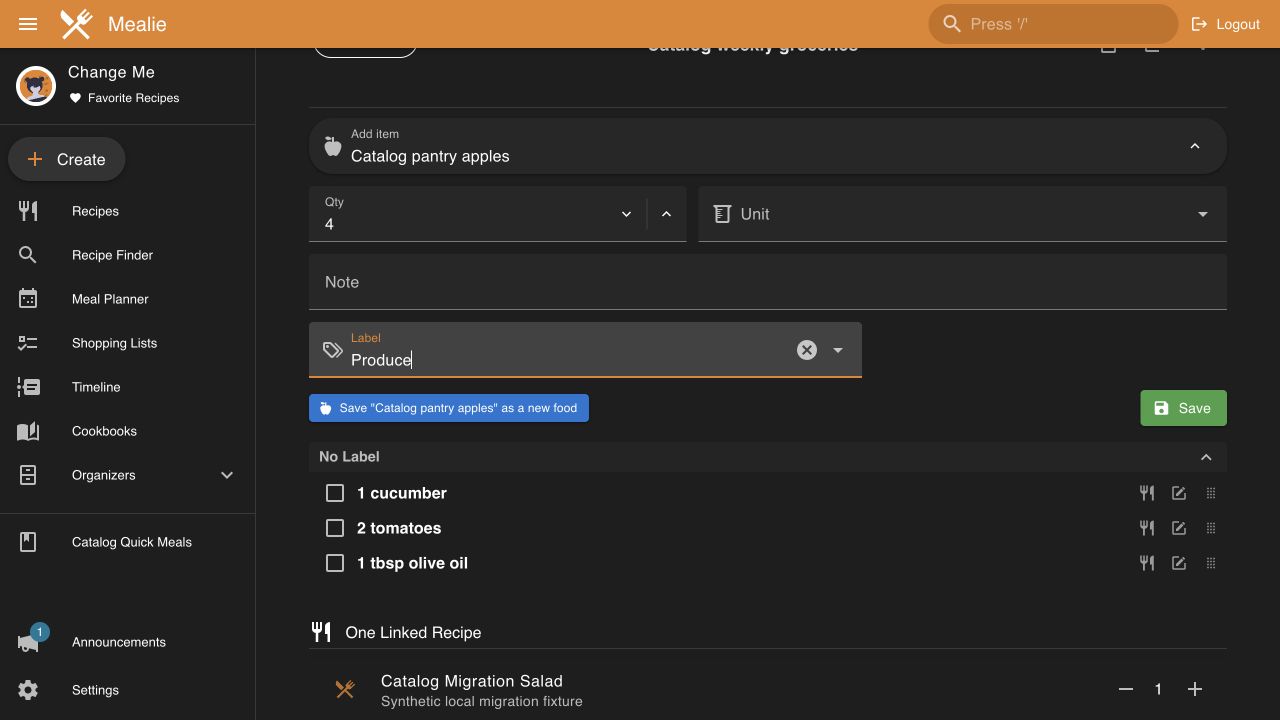 Mealie
Press '/'
Logout
Catalog weekly groceries
Change Me
Favorite Recipes
Create
Recipes
Recipe Finder
Meal Planner
Shopping Lists
Timeline
Cookbooks
Organizers
Catalog Quick Meals
1
Announcements
Settings
Add item
Catalog pantry apples
Qty
4
Unit
Note
Label
Produce
Save "Catalog pantry apples" as a new food
Save
No Label
1 cucumber
2 tomatoes
1 tbsp olive oil
One Linked Recipe
Catalog Migration Salad
Synthetic local migration fixture
1